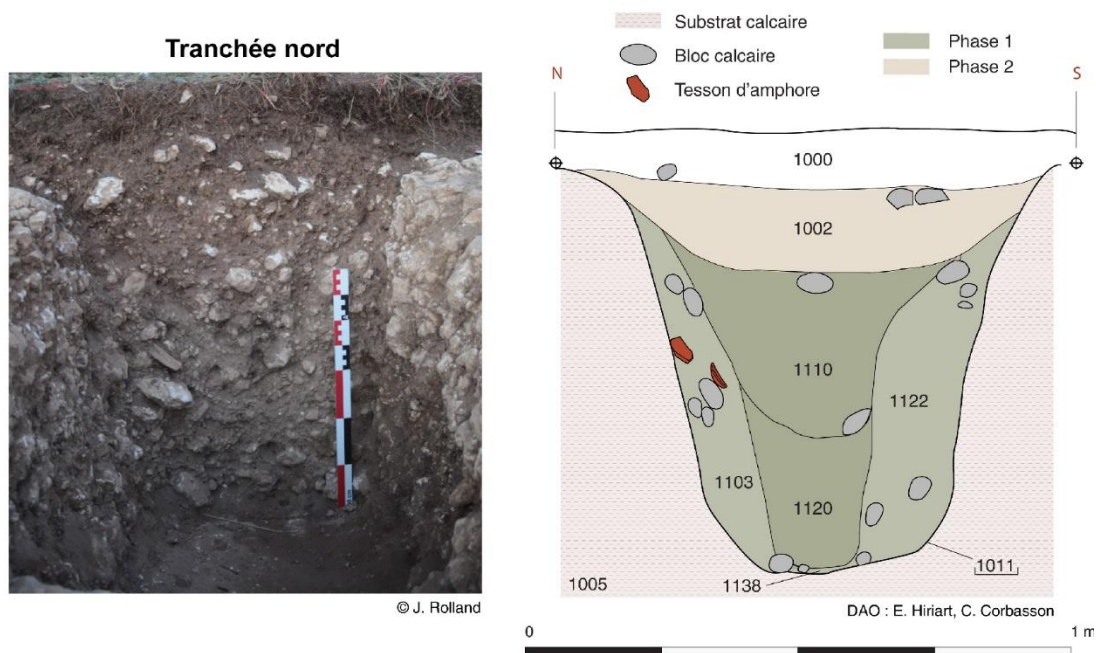 Tranchée nord
© J. Rolland
Substrat calcaire
Bloc calcaire
Tesson d'amphore
Phase 1
Phase 2
N
S
1000
1002
1110
1122
1103
1120
1011
1138
1005
DAO : E. Hiriart, C. Corbasson
0
1 m